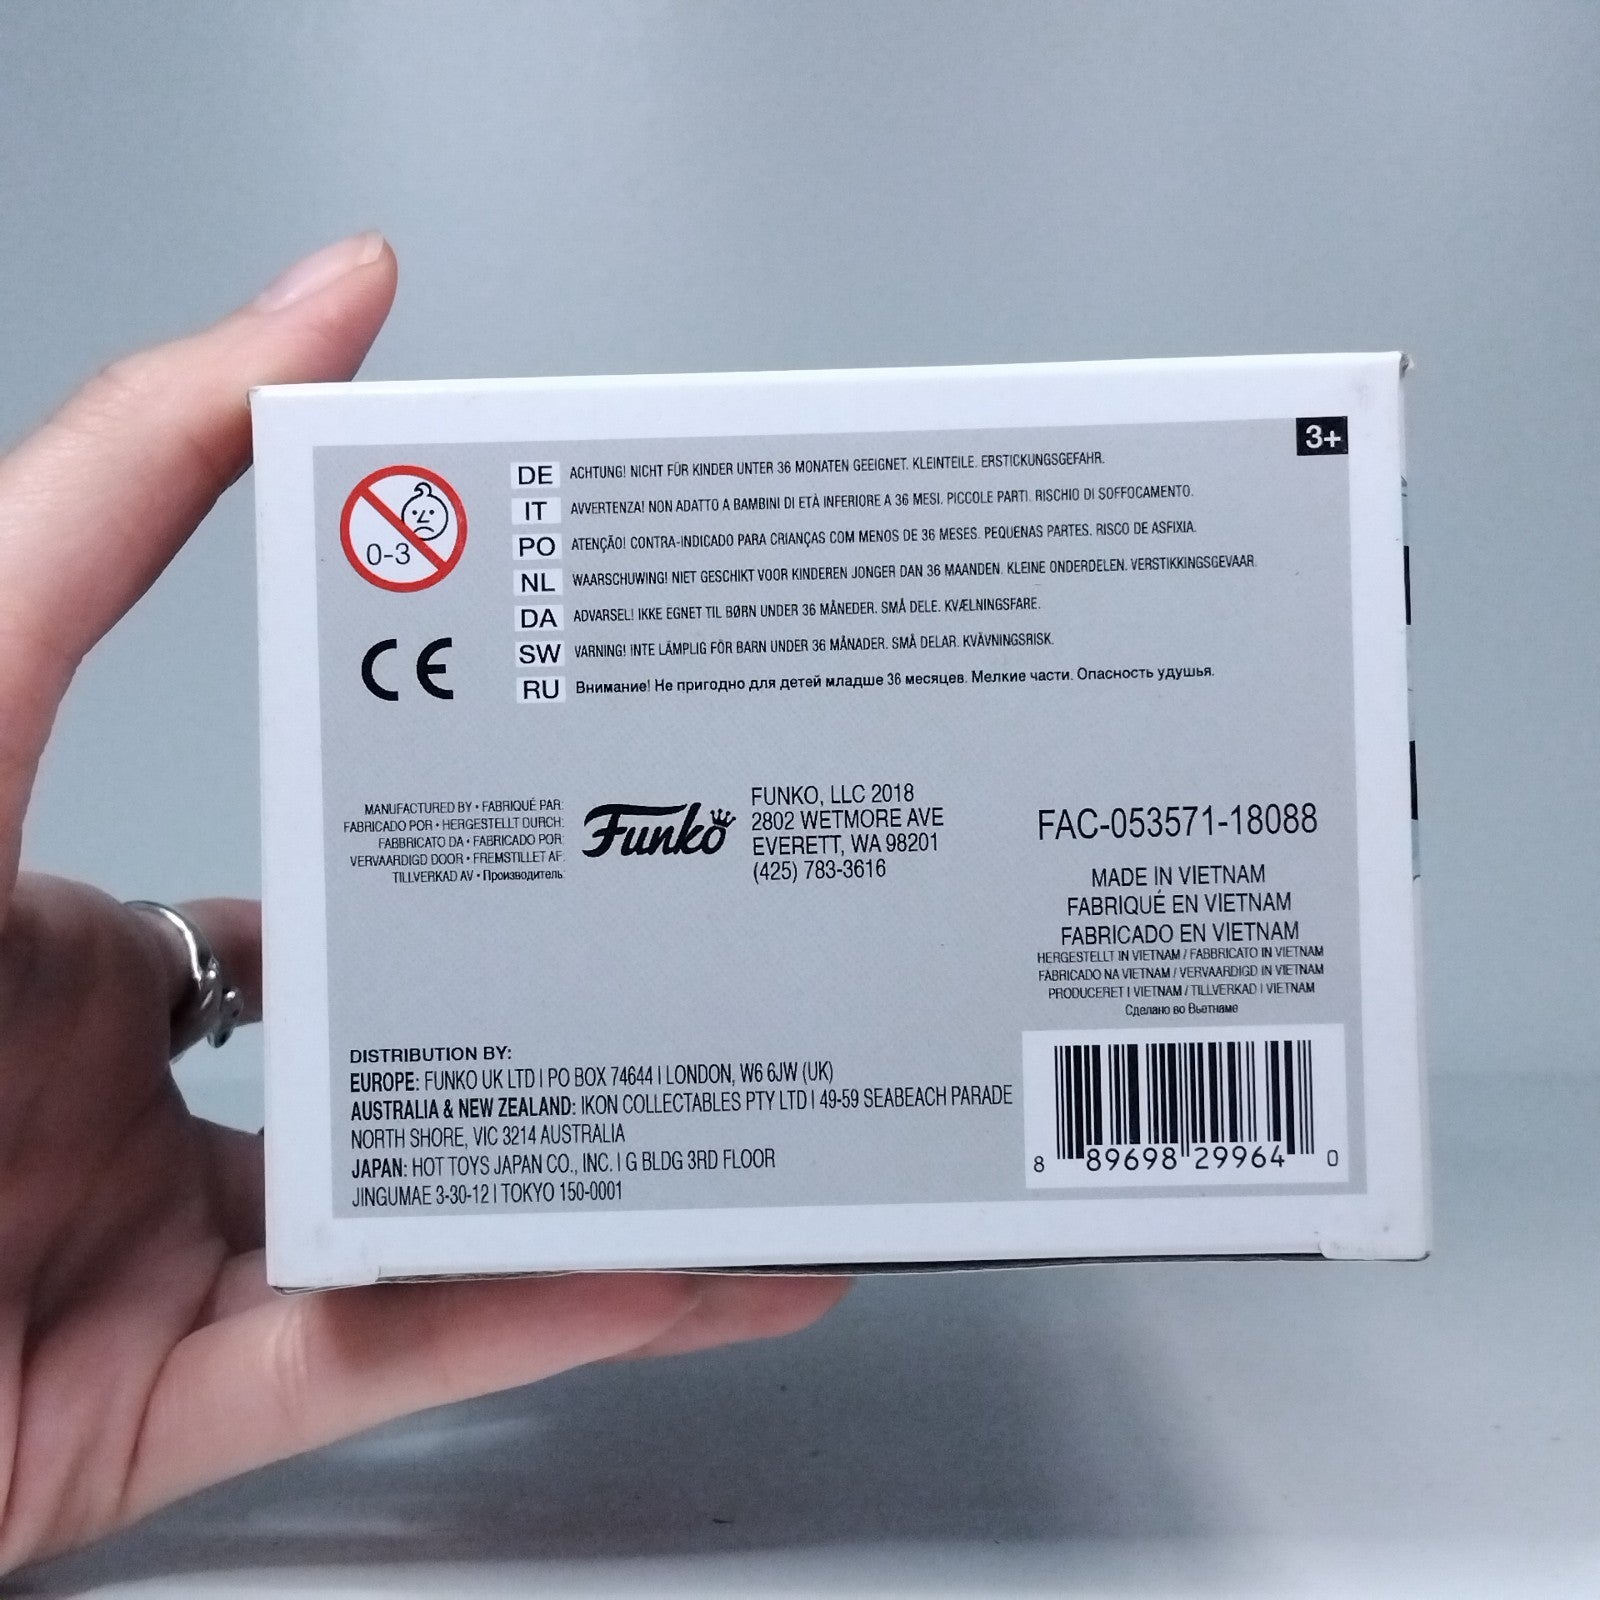 3+
0-3
DE ACHTUNG! NICHT FÜR KINDER UNTER 36 MONATEN GEEIGNET. KLEINTEILE. ERSTICKUNGSGEFAHR.
IT AVVERTENZA! NON ADATTO A BAMBINI DI ETÀ INFERIORE A 36 MESI. PICCOLE PARTI. RISCHIO DI SOFFOCAMENTO.
PO ATENÇÃO! CONTRA-INDICADO PARA CRIANÇAS COM MENOS DE 36 MESES. PEQUENAS PARTES. RISCO DE ASFIXIA.
NL WAARSCHUWING! NIET GESCHIKT VOOR KINDEREN JONGER DAN 36 MAANDEN. KLEINE ONDERDELEN. VERSTIKKINGSGEVAAR.
DA ADVARSEL! IKKE EGNET TIL BØRN UNDER 36 MÅNEDER. SMÅ DELE. KVÆLNINGSFARE.
SW VARNING! INTE LÄMPLIG FÖR BARN UNDER 36 MÅNADER. SMÅ DELAR. KVÄVNINGSRISK.
RU Внимание! Не пригодно для детей младше 36 месяцев. Мелкие части. Опасность удушья.
CE
MANUFACTURED BY • FABRIQUÉ PAR:
FABRICADO POR • HERGESTELLT DURCH:
FABBRICATO DA • FABRICADO POR:
VERVAARDIGD DOOR • FREMSTILLET AF:
TILLVERKAD AV • Производитель:
Funko
FUNKO, LLC 2018
2802 WETMORE AVE
EVERETT, WA 98201
(425) 783-3616
FAC-053571-18088
MADE IN VIETNAM
FABRIQUÉ EN VIETNAM
FABRICADO EN VIETNAM
HERGESTELLT IN VIETNAM / FABBRICATO IN VIETNAM
FABRICADO NA VIETNAM / VERVAARDIGD IN VIETNAM
PRODUCERET I VIETNAM / TILLVERKAD I VIETNAM
Сделано во Вьетнаме
DISTRIBUTION BY:
EUROPE: FUNKO UK LTD | PO BOX 74644 | LONDON, W6 6JW (UK)
AUSTRALIA & NEW ZEALAND: IKON COLLECTABLES PTY LTD | 49-59 SEABEACH PARADE
NORTH SHORE, VIC 3214 AUSTRALIA
JAPAN: HOT TOYS JAPAN CO., INC. | G BLDG 3RD FLOOR
JINGUMAE 3-30-12 | TOKYO 150-0001
8 89698 29964 0